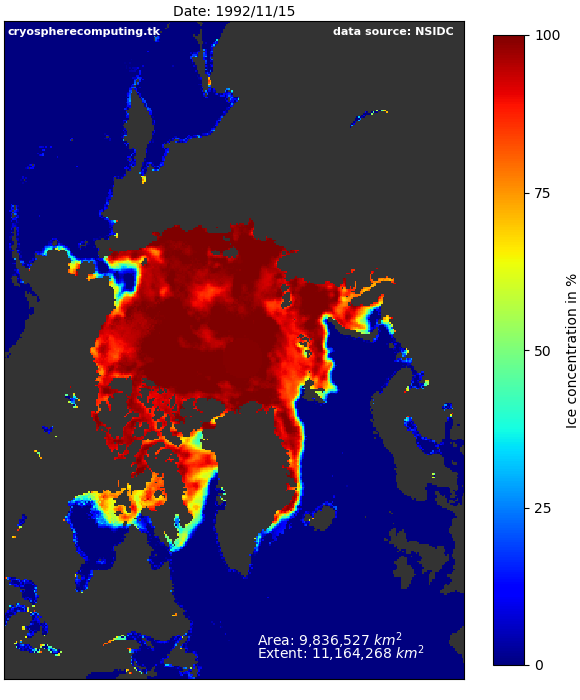 Date: 1992/11/15
cryospherecomputing.tk
data source: NSIDC
100
75
50
25
0
Ice concentration in %
Area: 9,836,527 km²
Extent: 11,164,268 km²